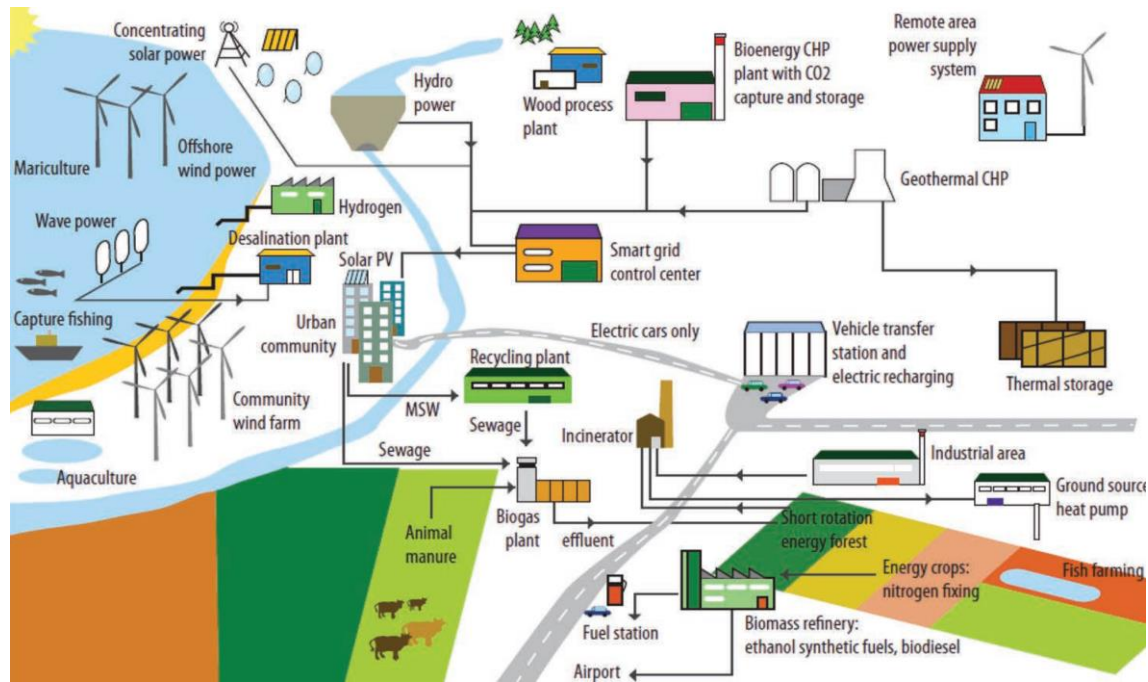 Concentrating
solar power
Hydro
power
Wood process
plant
Bioenergy CHP
plant with CO2
capture and storage
Remote area
power supply
system
Mariculture
Offshore
wind power
Geothermal CHP
Wave power
Hydrogen
Desalination plant
Solar PV
Smart grid
control center
Capture fishing
Urban
community
Electric cars only
Vehicle transfer
station and
electric recharging
Thermal storage
Recycling plant
Community
wind farm
MSW
Sewage
Incinerator
Industrial area
Sewage
Aquaculture
Animal
manure
Biogas
plant
effluent
Short rotation
energy forest
Ground source
heat pump
Energy crops:
nitrogen fixing
Fish farming
Fuel station
Biomass refinery:
ethanol synthetic fuels, biodiesel
Airport